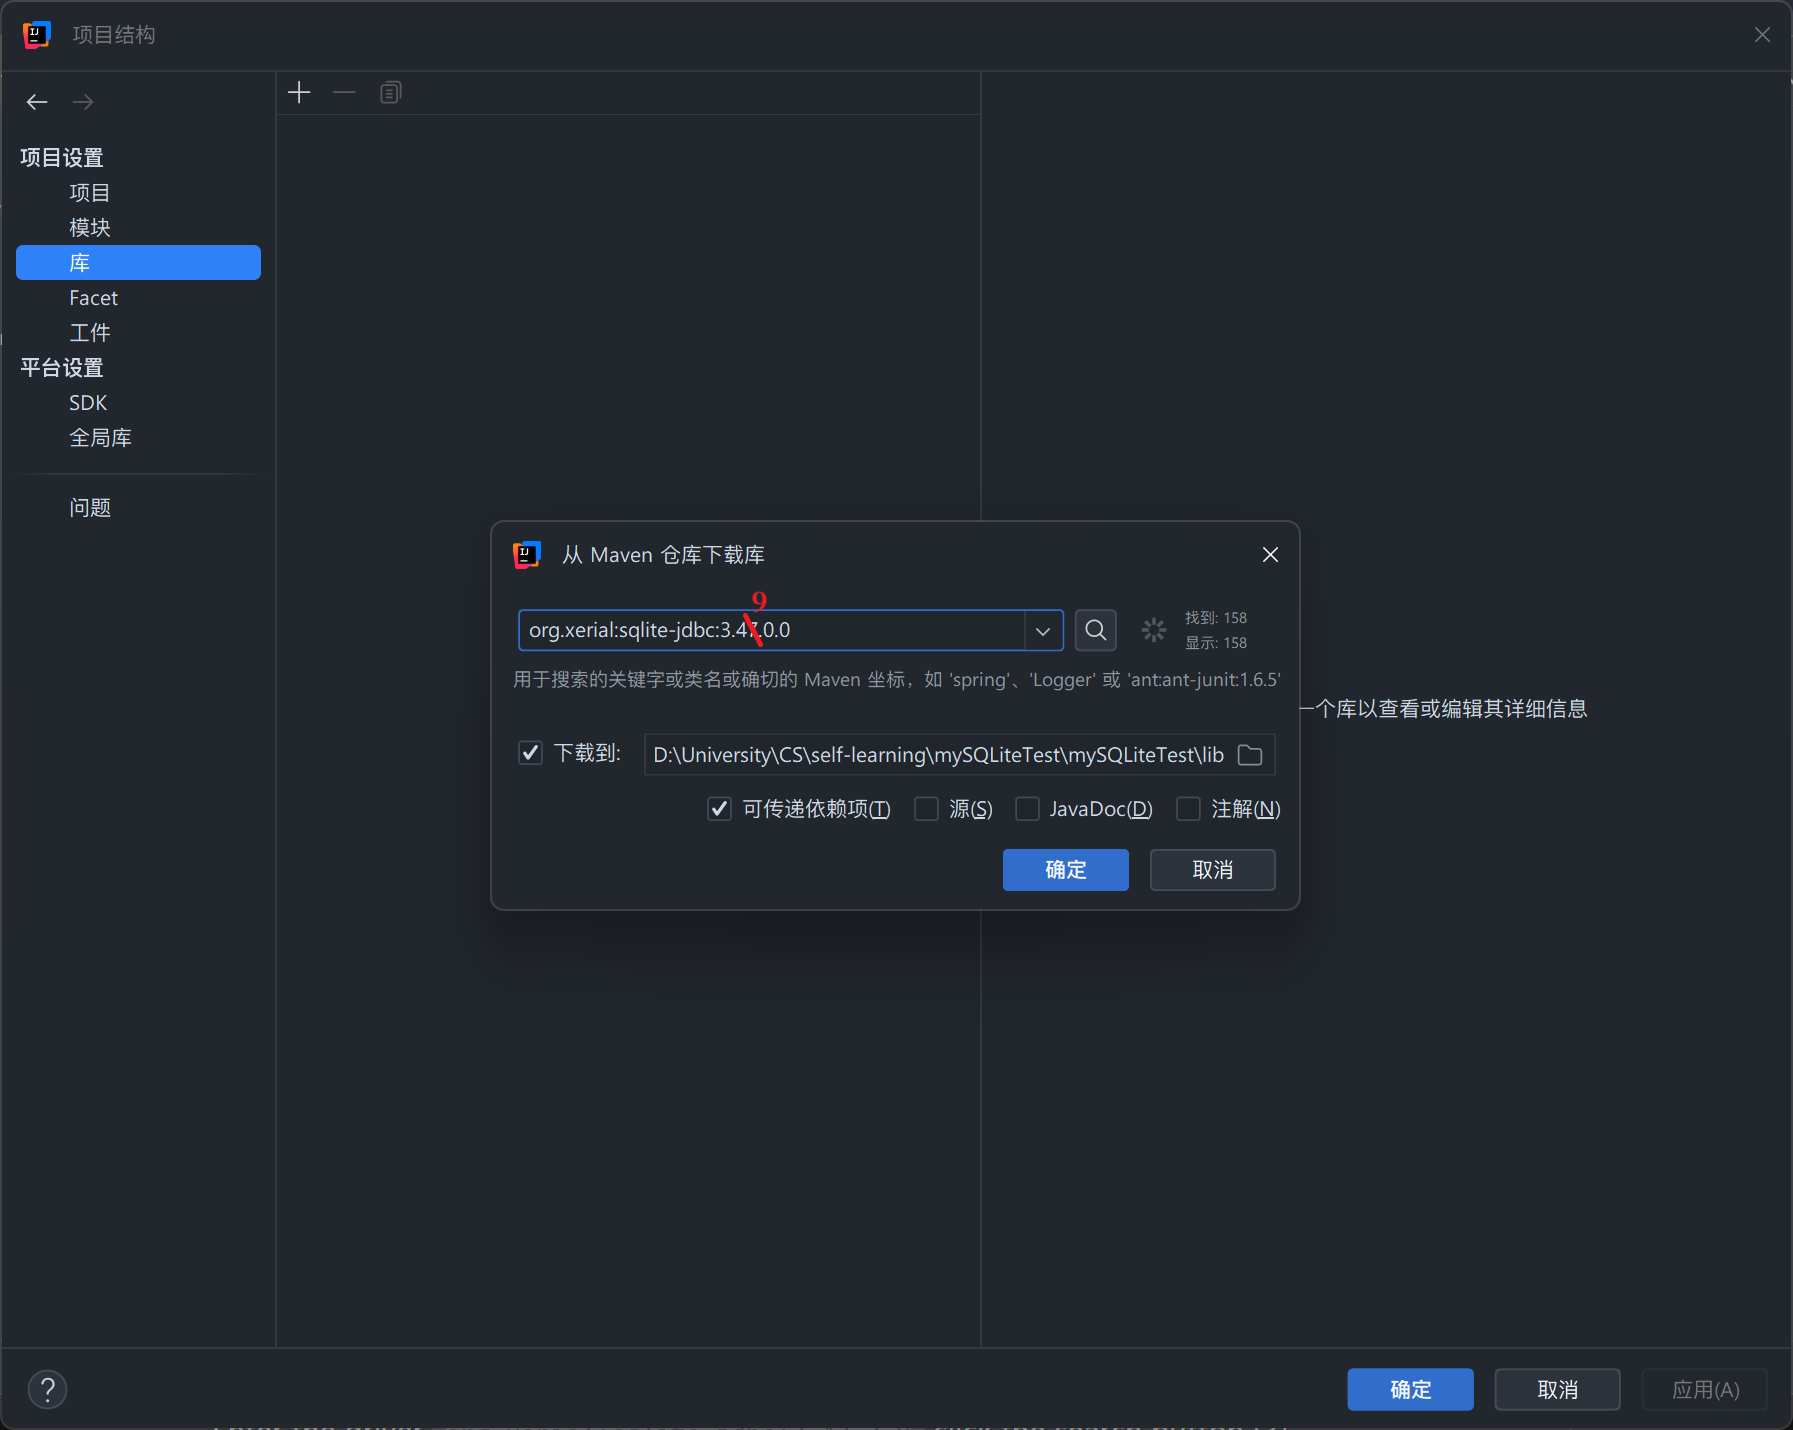 项目结构
项目设置
项目
模块
库
Facet
工件
平台设置
SDK
全局库
问题
从 Maven 仓库下载库
9
org.xerial:sqlite-jdbc:3.47.0.0
找到: 158
显示: 158
用于搜索的关键字或类名或确切的 Maven 坐标，如 'spring'、'Logger' 或 'ant:ant-junit:1.6.5'
一个库以查看或编辑其详细信息
下载到:
D:\University\CS\self-learning\mySQLiteTest\mySQLiteTest\lib
可传递依赖项(T) 源(S) JavaDoc(D) 注解(N)
确定 取消
? 确定 取消 应用(A)